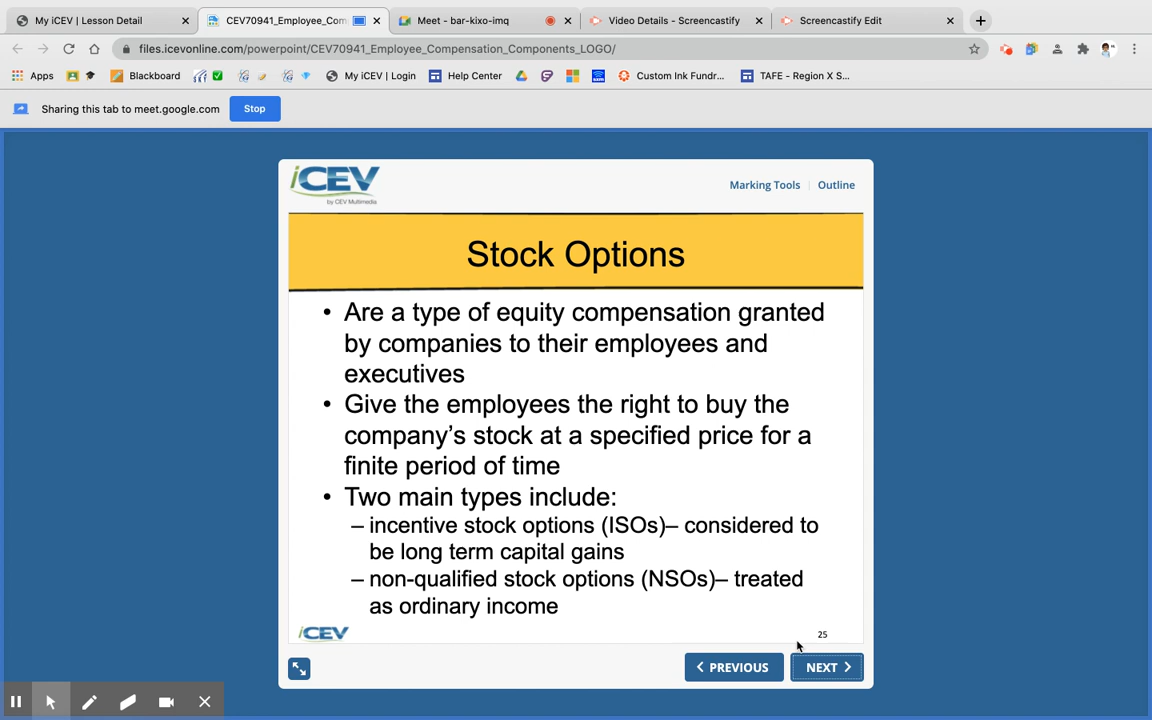 My iCEV | Lesson Detail
CEV70941_Employee_Com
Meet - bar-kixo-imq
Video Details - Screencastify
Screencastify Edit
files.icevonline.com/powerpoint/CEV70941_Employee_Compensation_Components_LOGO/
Apps
Blackboard
My iCEV | Login
Help Center
Custom Ink Fundr...
TAFE - Region X S...
Sharing this tab to meet.google.com
Stop
iCEV
by CEV Multimedia
Marking Tools | Outline
Stock Options
• Are a type of equity compensation granted
by companies to their employees and
executives
• Give the employees the right to buy the
company's stock at a specified price for a
finite period of time
• Two main types include:
– incentive stock options (ISOs)– considered to
be long term capital gains
– non-qualified stock options (NSOs)– treated
as ordinary income
iCEV
25
PREVIOUS
NEXT